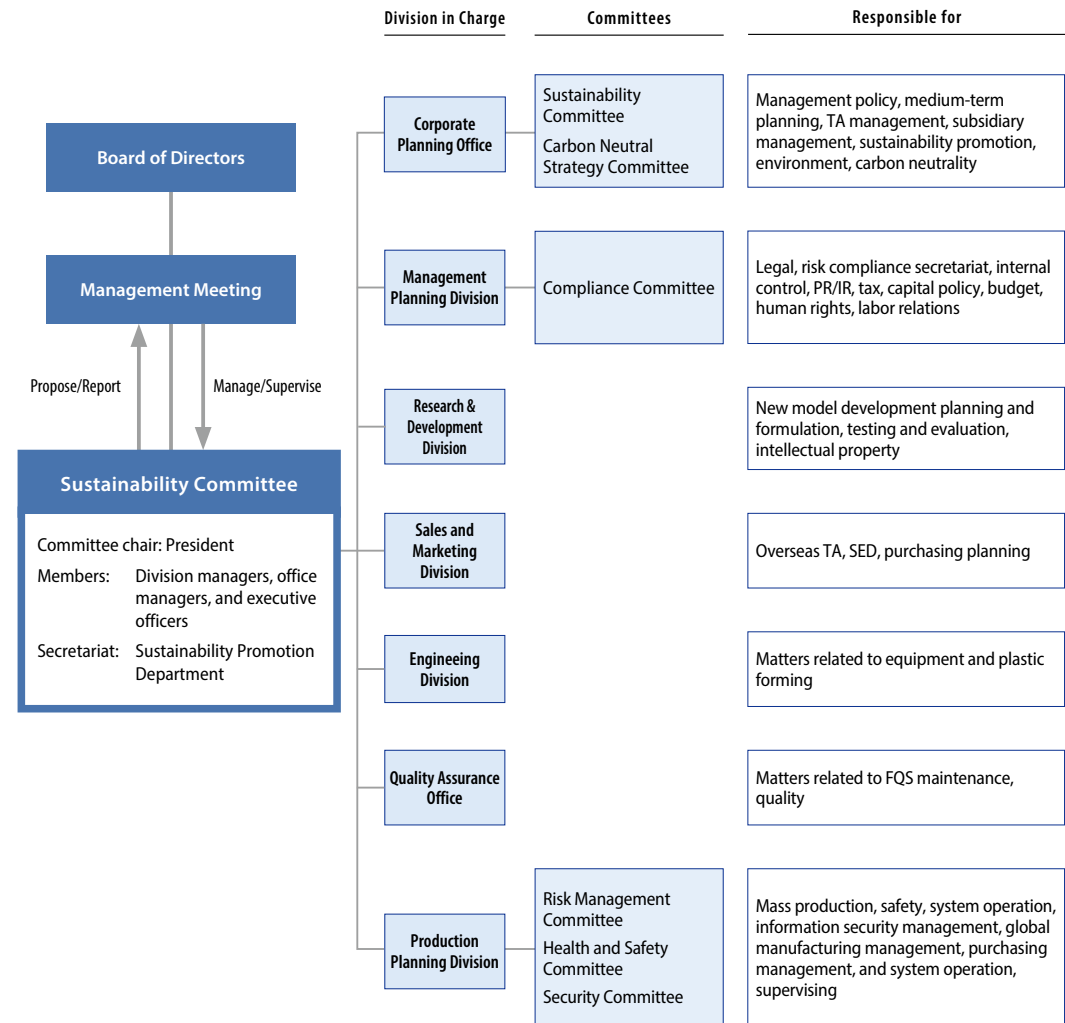 Division in Charge
Committees
Responsible for
Board of Directors
Management Meeting
Propose/Report
Manage/Supervise
Sustainability Committee
Committee chair: President
Members: Division managers, office
managers, and executive
officers
Secretariat: Sustainability Promotion
Department
Corporate
Planning Office
Sustainability
Committee
Carbon Neutral
Strategy Committee
Management policy, medium-term
planning, TA management, subsidiary
management, sustainability promotion,
environment, carbon neutrality
Management
Planning Division
Compliance Committee
Legal, risk compliance secretariat, internal
control, PR/IR, tax, capital policy, budget,
human rights, labor relations
Research &
Development
Division
New model development planning and
formulation, testing and evaluation,
intellectual property
Sales and
Marketing
Division
Overseas TA, SED, purchasing planning
Engineeing
Division
Matters related to equipment and plastic
forming
Quality Assurance
Office
Matters related to FQS maintenance,
quality
Production
Planning Division
Risk Management
Committee
Health and Safety
Committee
Security Committee
Mass production, safety, system operation,
information security management, global
manufacturing management, purchasing
management, and system operation,
supervising